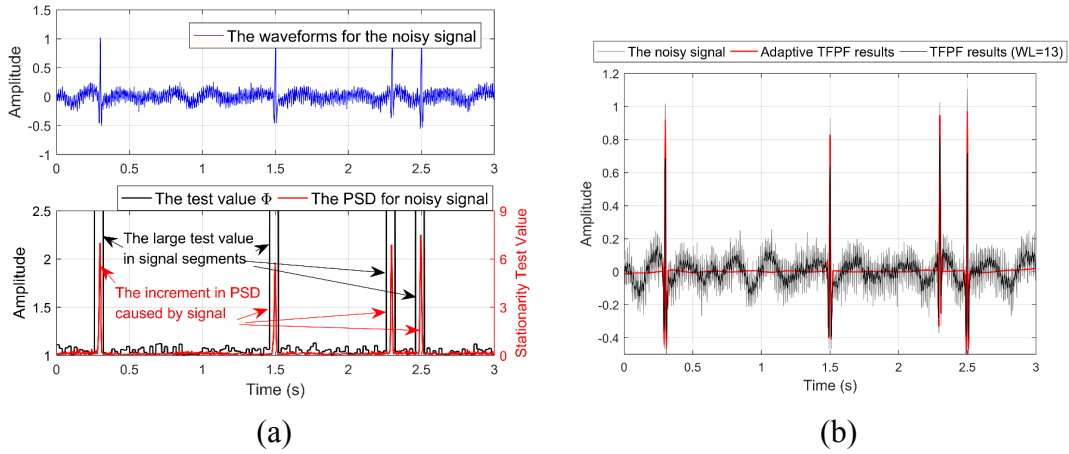 The waveforms for the noisy signal
Amplitude
1.5
1
0.5
0
-0.5
-1
0 0.5 1 1.5 2 2.5 3
The test value Φ The PSD for noisy signal
Amplitude
2.5
2
1.5
1
The large test value
in signal segments
The increment in PSD
caused by signal
9
6
3
0
Stationarity Test Value
0 0.5 1 1.5 2 2.5 3
Time (s)
(a)
The noisy signal Adaptive TFPF results TFPF results (WL=13)
Amplitude
1.2
1
0.8
0.6
0.4
0.2
0
-0.2
-0.4
0 0.5 1 1.5 2 2.5 3
Time (s)
(b)